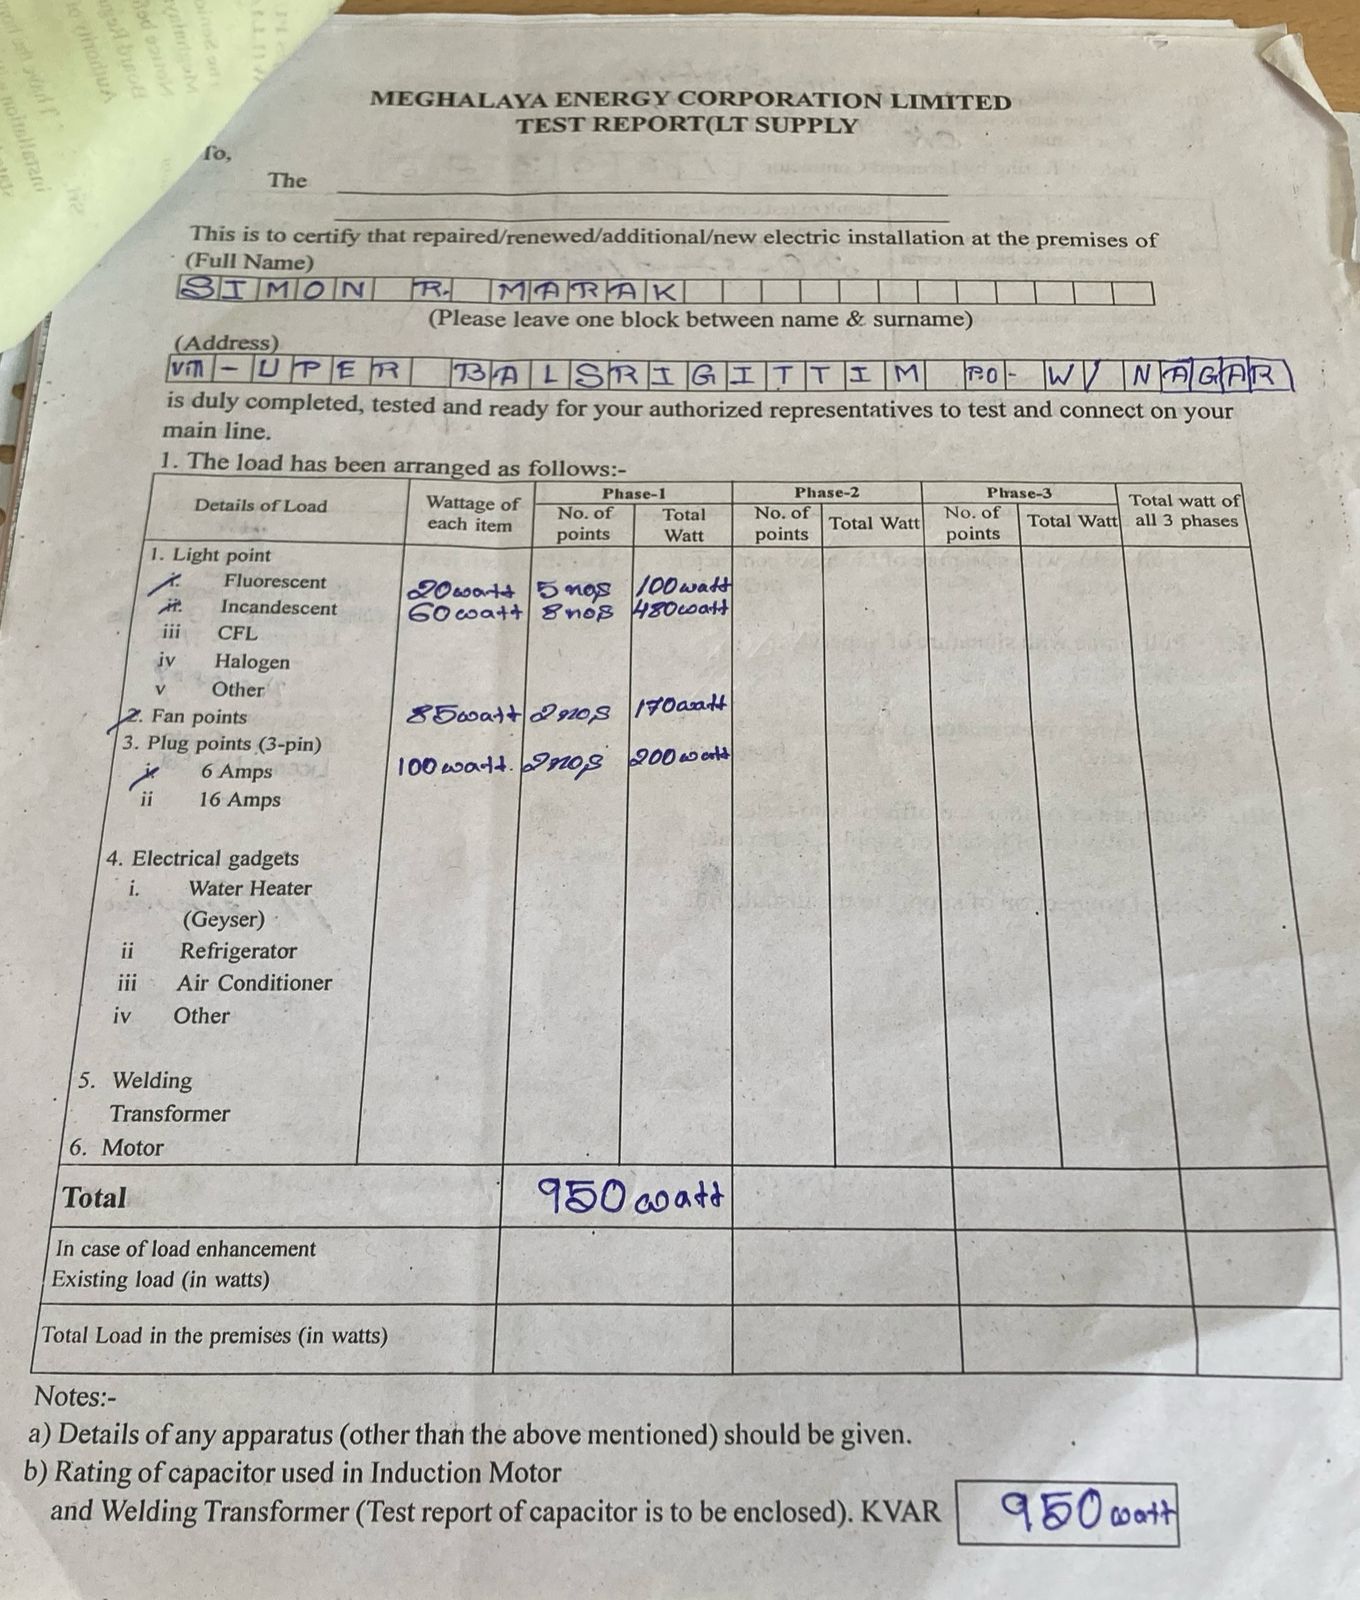 MEGHALAYA ENERGY CORPORATION LIMITED
TEST REPORT(LT SUPPLY
To,
The
This is to certify that repaired/renewed/additional/new electric installation at the premises of
(Full Name)
SIMON R. MARAK
(Please leave one block between name & surname)
(Address)
Vill - UPER BALSRIGITTIM P.O- W/ NAGAR
is duly completed, tested and ready for your authorized representatives to test and connect on your
main line.
1. The load has been arranged as follows:-
Details of Load Wattage of each item Phase-1 Phase-2 Phase-3 Total watt of all 3 phases
No. of points Total Watt No. of points Total Watt No. of points Total Watt
1. Light point
i. Fluorescent 20watt 5 nos 100watt
ii. Incandescent 60watt 8nos 480watt
iii CFL
iv Halogen
v Other
2. Fan points 85watt 2nos 170watt
3. Plug points (3-pin)
i 6 Amps 100watt. 2nos 200watt
ii 16 Amps
4. Electrical gadgets
i. Water Heater
(Geyser)
ii Refrigerator
iii Air Conditioner
iv Other
5. Welding
Transformer
6. Motor
Total 950watt
In case of load enhancement
Existing load (in watts)
Total Load in the premises (in watts)
Notes:-
a) Details of any apparatus (other than the above mentioned) should be given.
b) Rating of capacitor used in Induction Motor
and Welding Transformer (Test report of capacitor is to be enclosed). KVAR 950watt